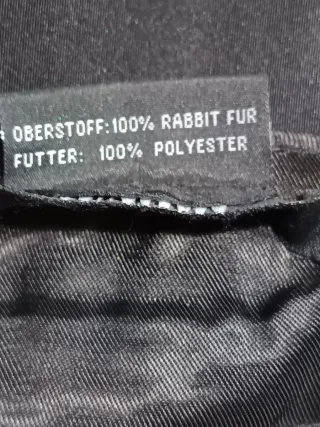 OBERSTOFF:100% RABBIT FUR
FUTTER: 100% POLYESTER